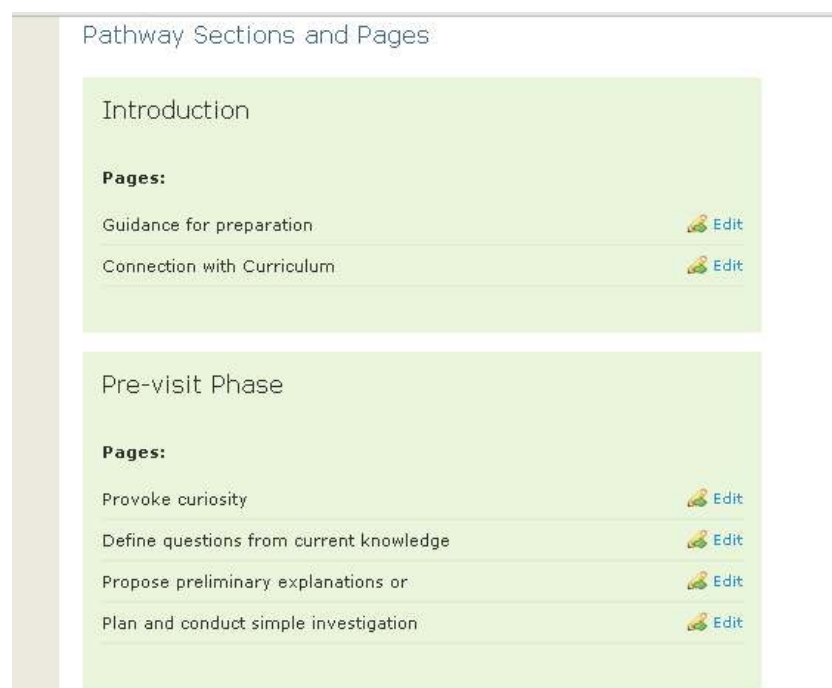 Pathway Sections and Pages
Introduction
Pages:
Guidance for preparation Edit
Connection with Curriculum Edit
Pre-visit Phase
Pages:
Provoke curiosity Edit
Define questions from current knowledge Edit
Propose preliminary explanations or Edit
Plan and conduct simple investigation Edit